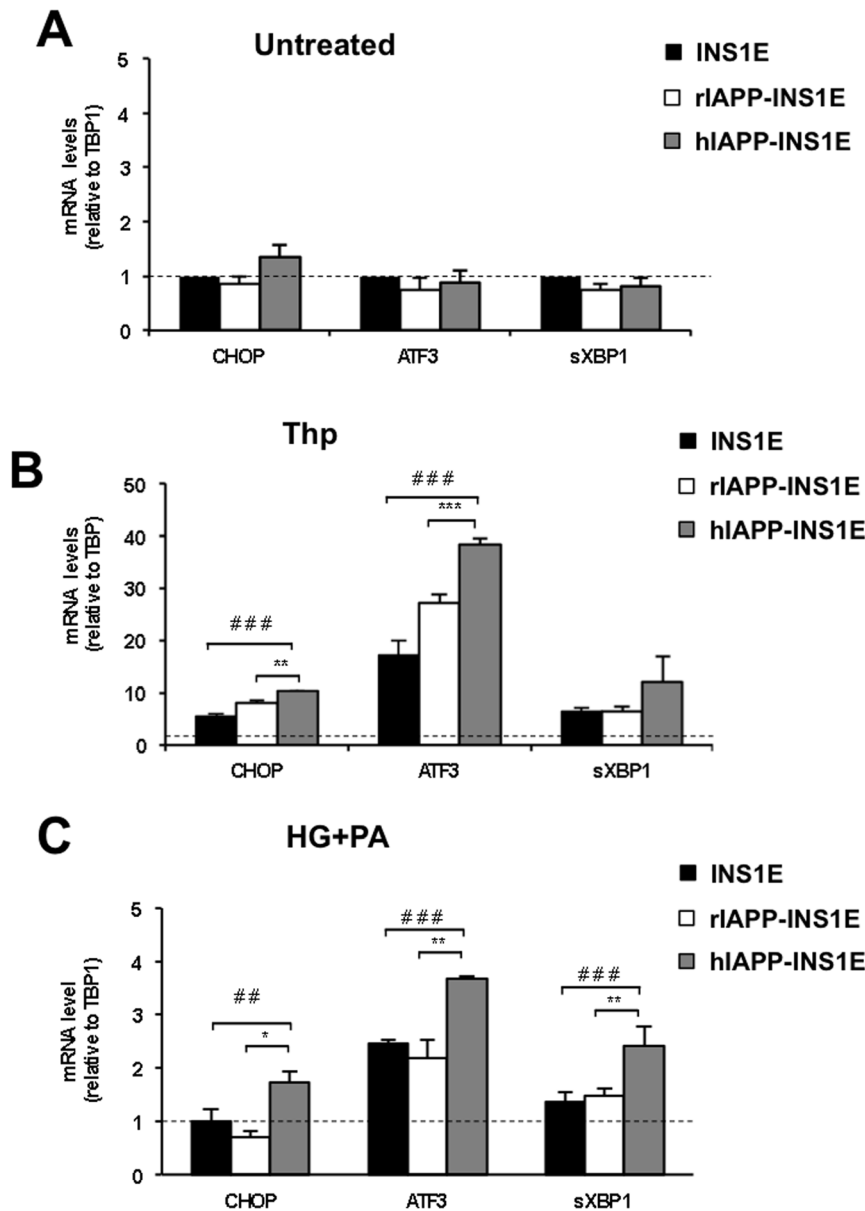 A
Untreated
INS1E
rIAPP-INS1E
hIAPP-INS1E
mRNA levels
(relative to TBP1)
5
4
3
2
1
0
CHOP ATF3 sXBP1
B
Thp
INS1E
rIAPP-INS1E
hIAPP-INS1E
mRNA levels
(relative to TBP)
50
40
30
20
10
0
###
**
###
***
CHOP ATF3 sXBP1
C
HG+PA
INS1E
rIAPP-INS1E
hIAPP-INS1E
mRNA level
(relative to TBP1)
5
4
3
2
1
0
##
*
###
**
###
**
CHOP ATF3 sXBP1